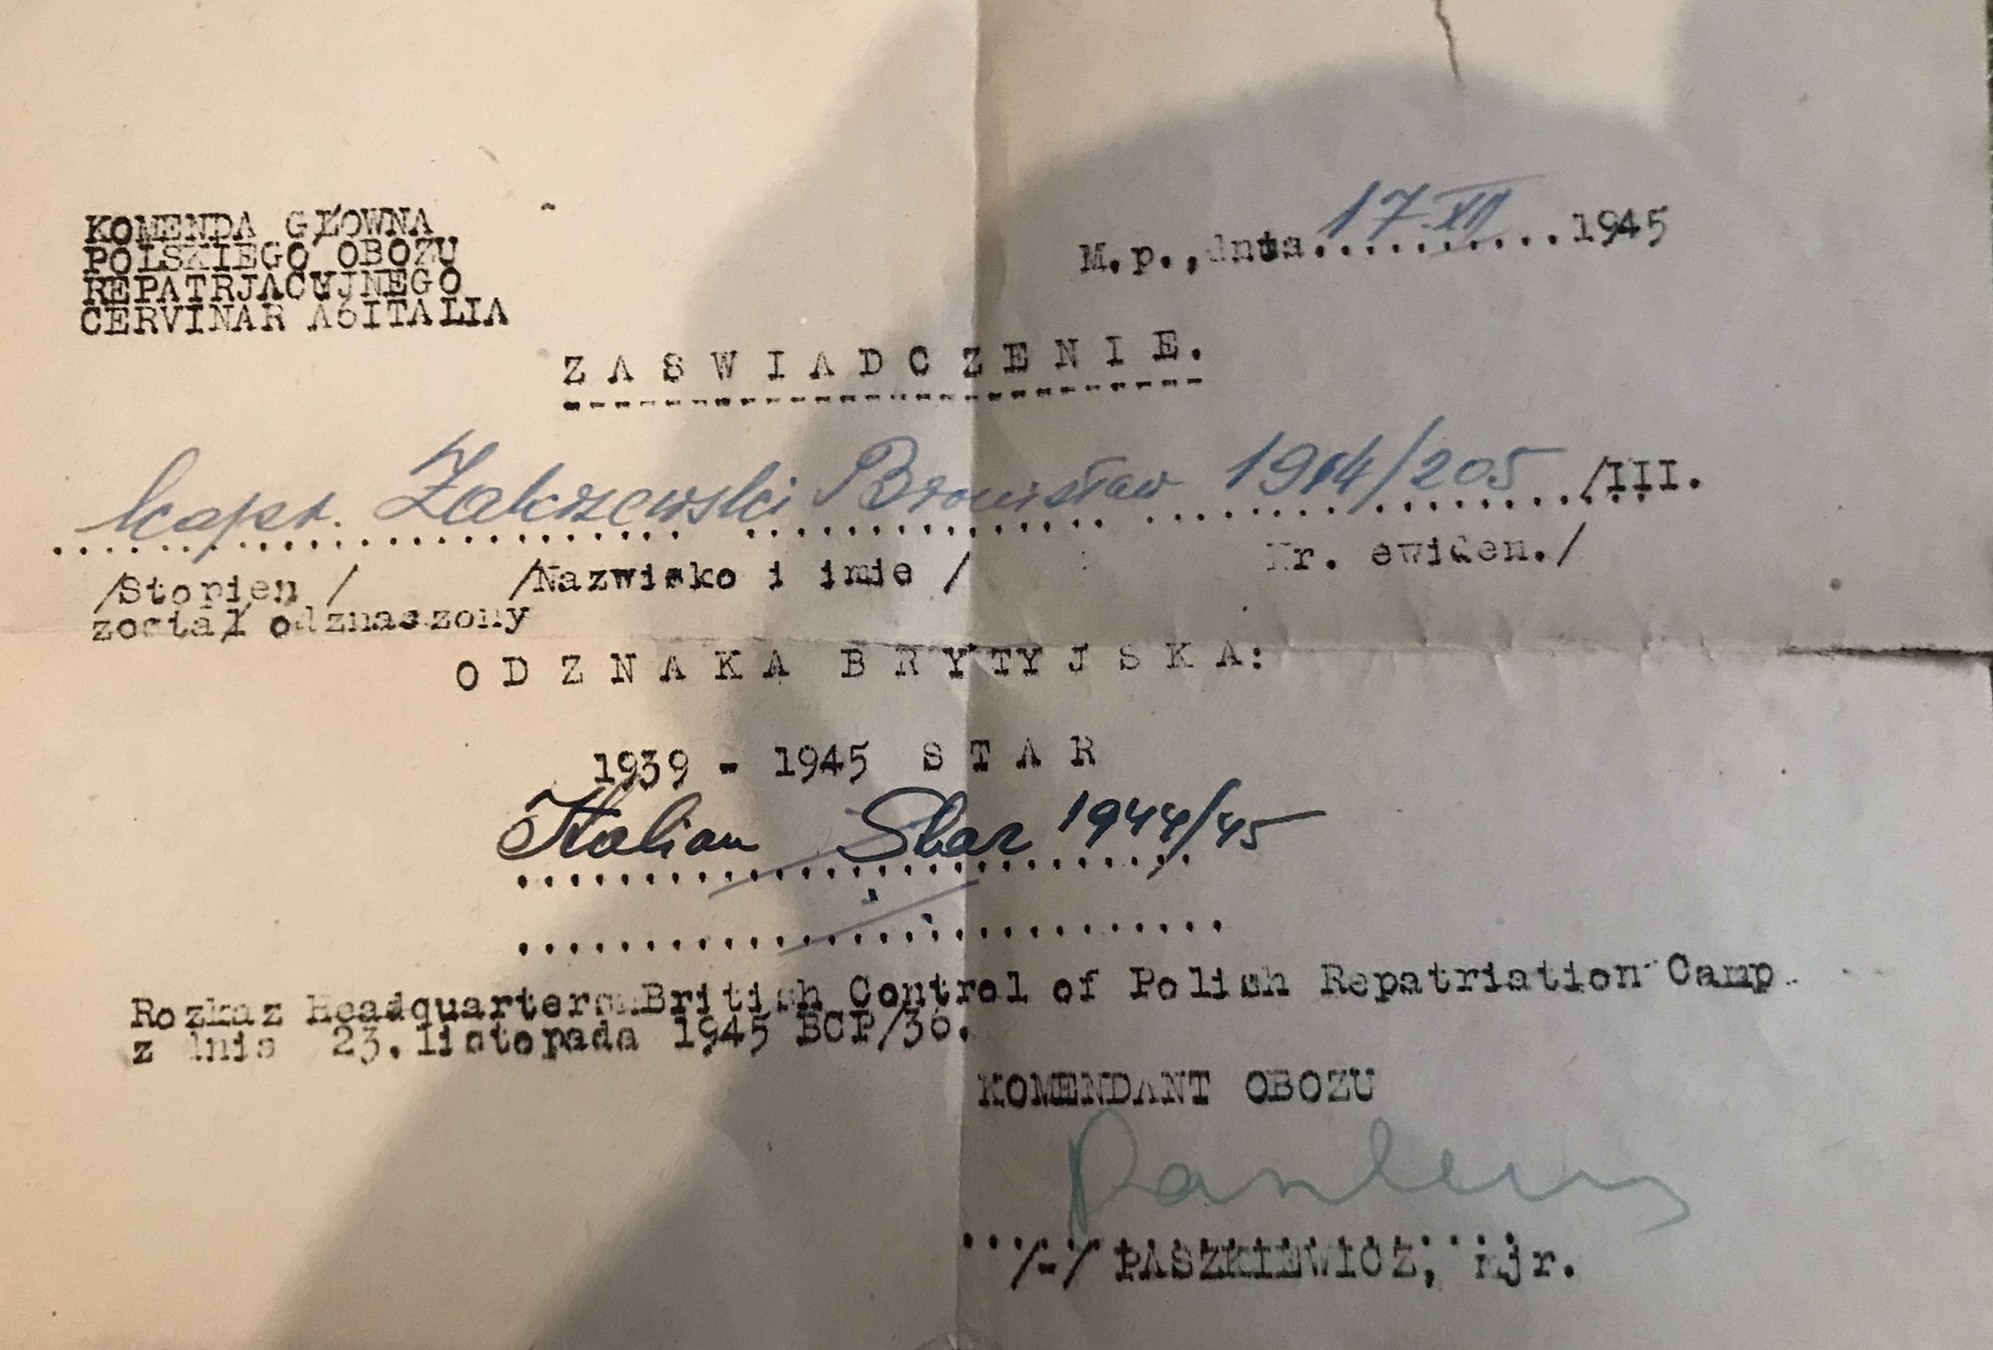 KOMENDA GŁOWNA
POLSKIEGO OBOZU
REPATRJACYJNEGO
CERVINAR A6ITALIA
M.p.,dnia 17.XII 1945
ZASWIADCZENIE.
kapr. Zakrzewski Bronisław 1914/205 /III.
/Stopien / /Nazwisko i imie / Nr. ewiden./
został odznaszony
ODZNAKA BRYTYJSKA:
1939 - 1945 STAR
Italian Star 1944/45
Rozkaz Headquarters British Control of Polish Repatriation Camp
z dnia 23.listopada 1945 BCP/36.
KOMENDANT OBOZU
/-/ PASZKIEWICZ, mjr.